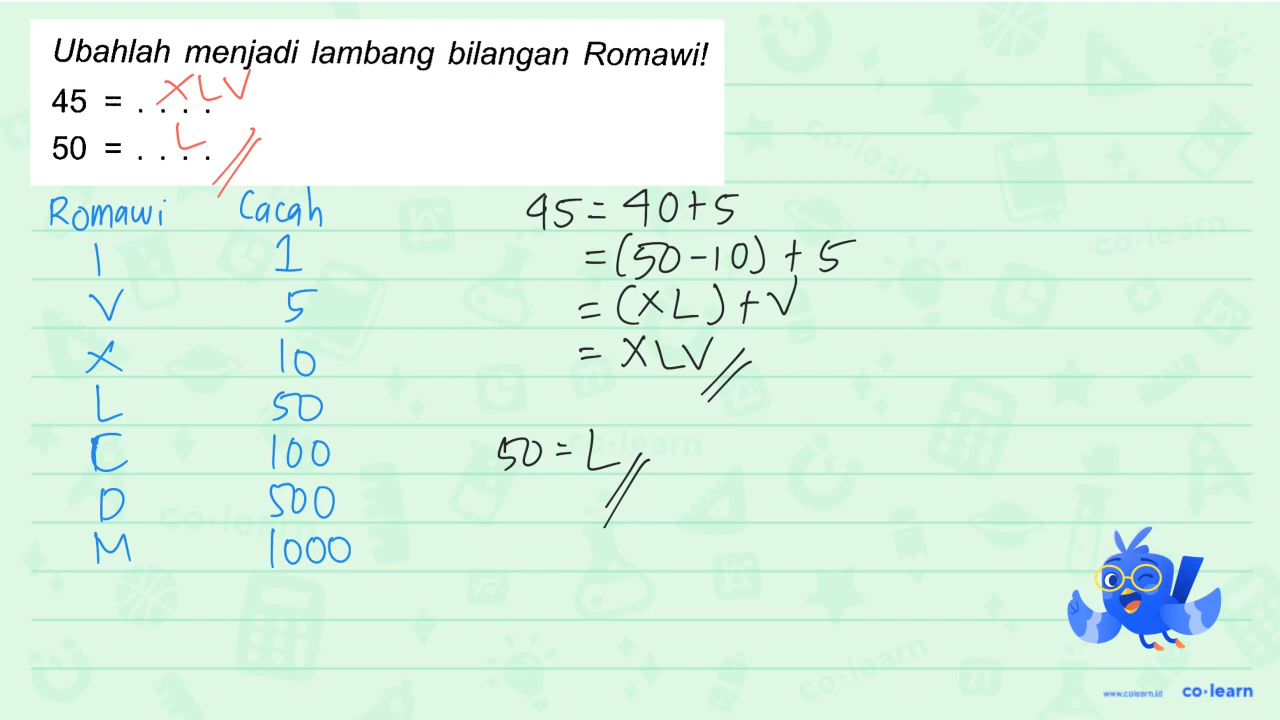 Ubahlah menjadi lambang bilangan Romawi!
45 = . . . . XLV
50 = . . . . L
Romawi Cacah
I 1
V 5
X 10
L 50
C 100
D 500
M 1000
45 = 40 + 5
= (50 - 10) + 5
= (XL) + V
= XLV
50 = L
www.colearn.id co·learn